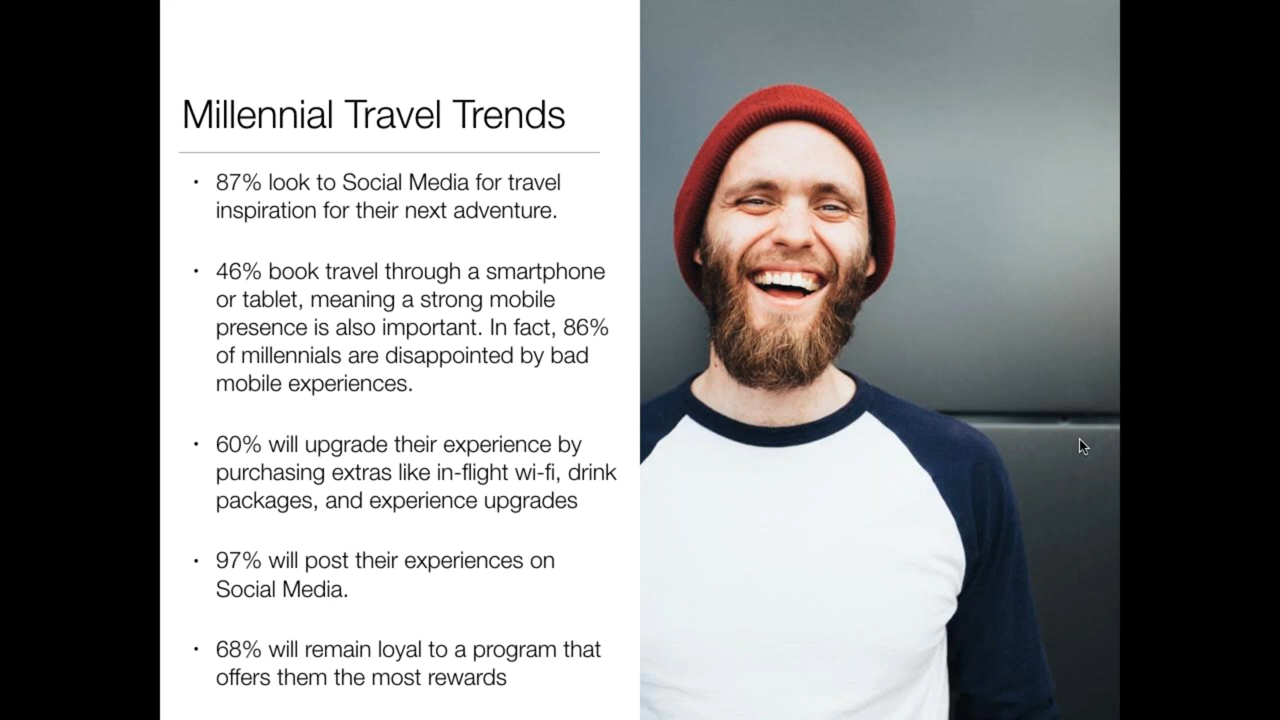 Millennial Travel Trends
• 87% look to Social Media for travel
inspiration for their next adventure.
• 46% book travel through a smartphone
or tablet, meaning a strong mobile
presence is also important. In fact, 86%
of millennials are disappointed by bad
mobile experiences.
• 60% will upgrade their experience by
purchasing extras like in-flight wi-fi, drink
packages, and experience upgrades
• 97% will post their experiences on
Social Media.
• 68% will remain loyal to a program that
offers them the most rewards